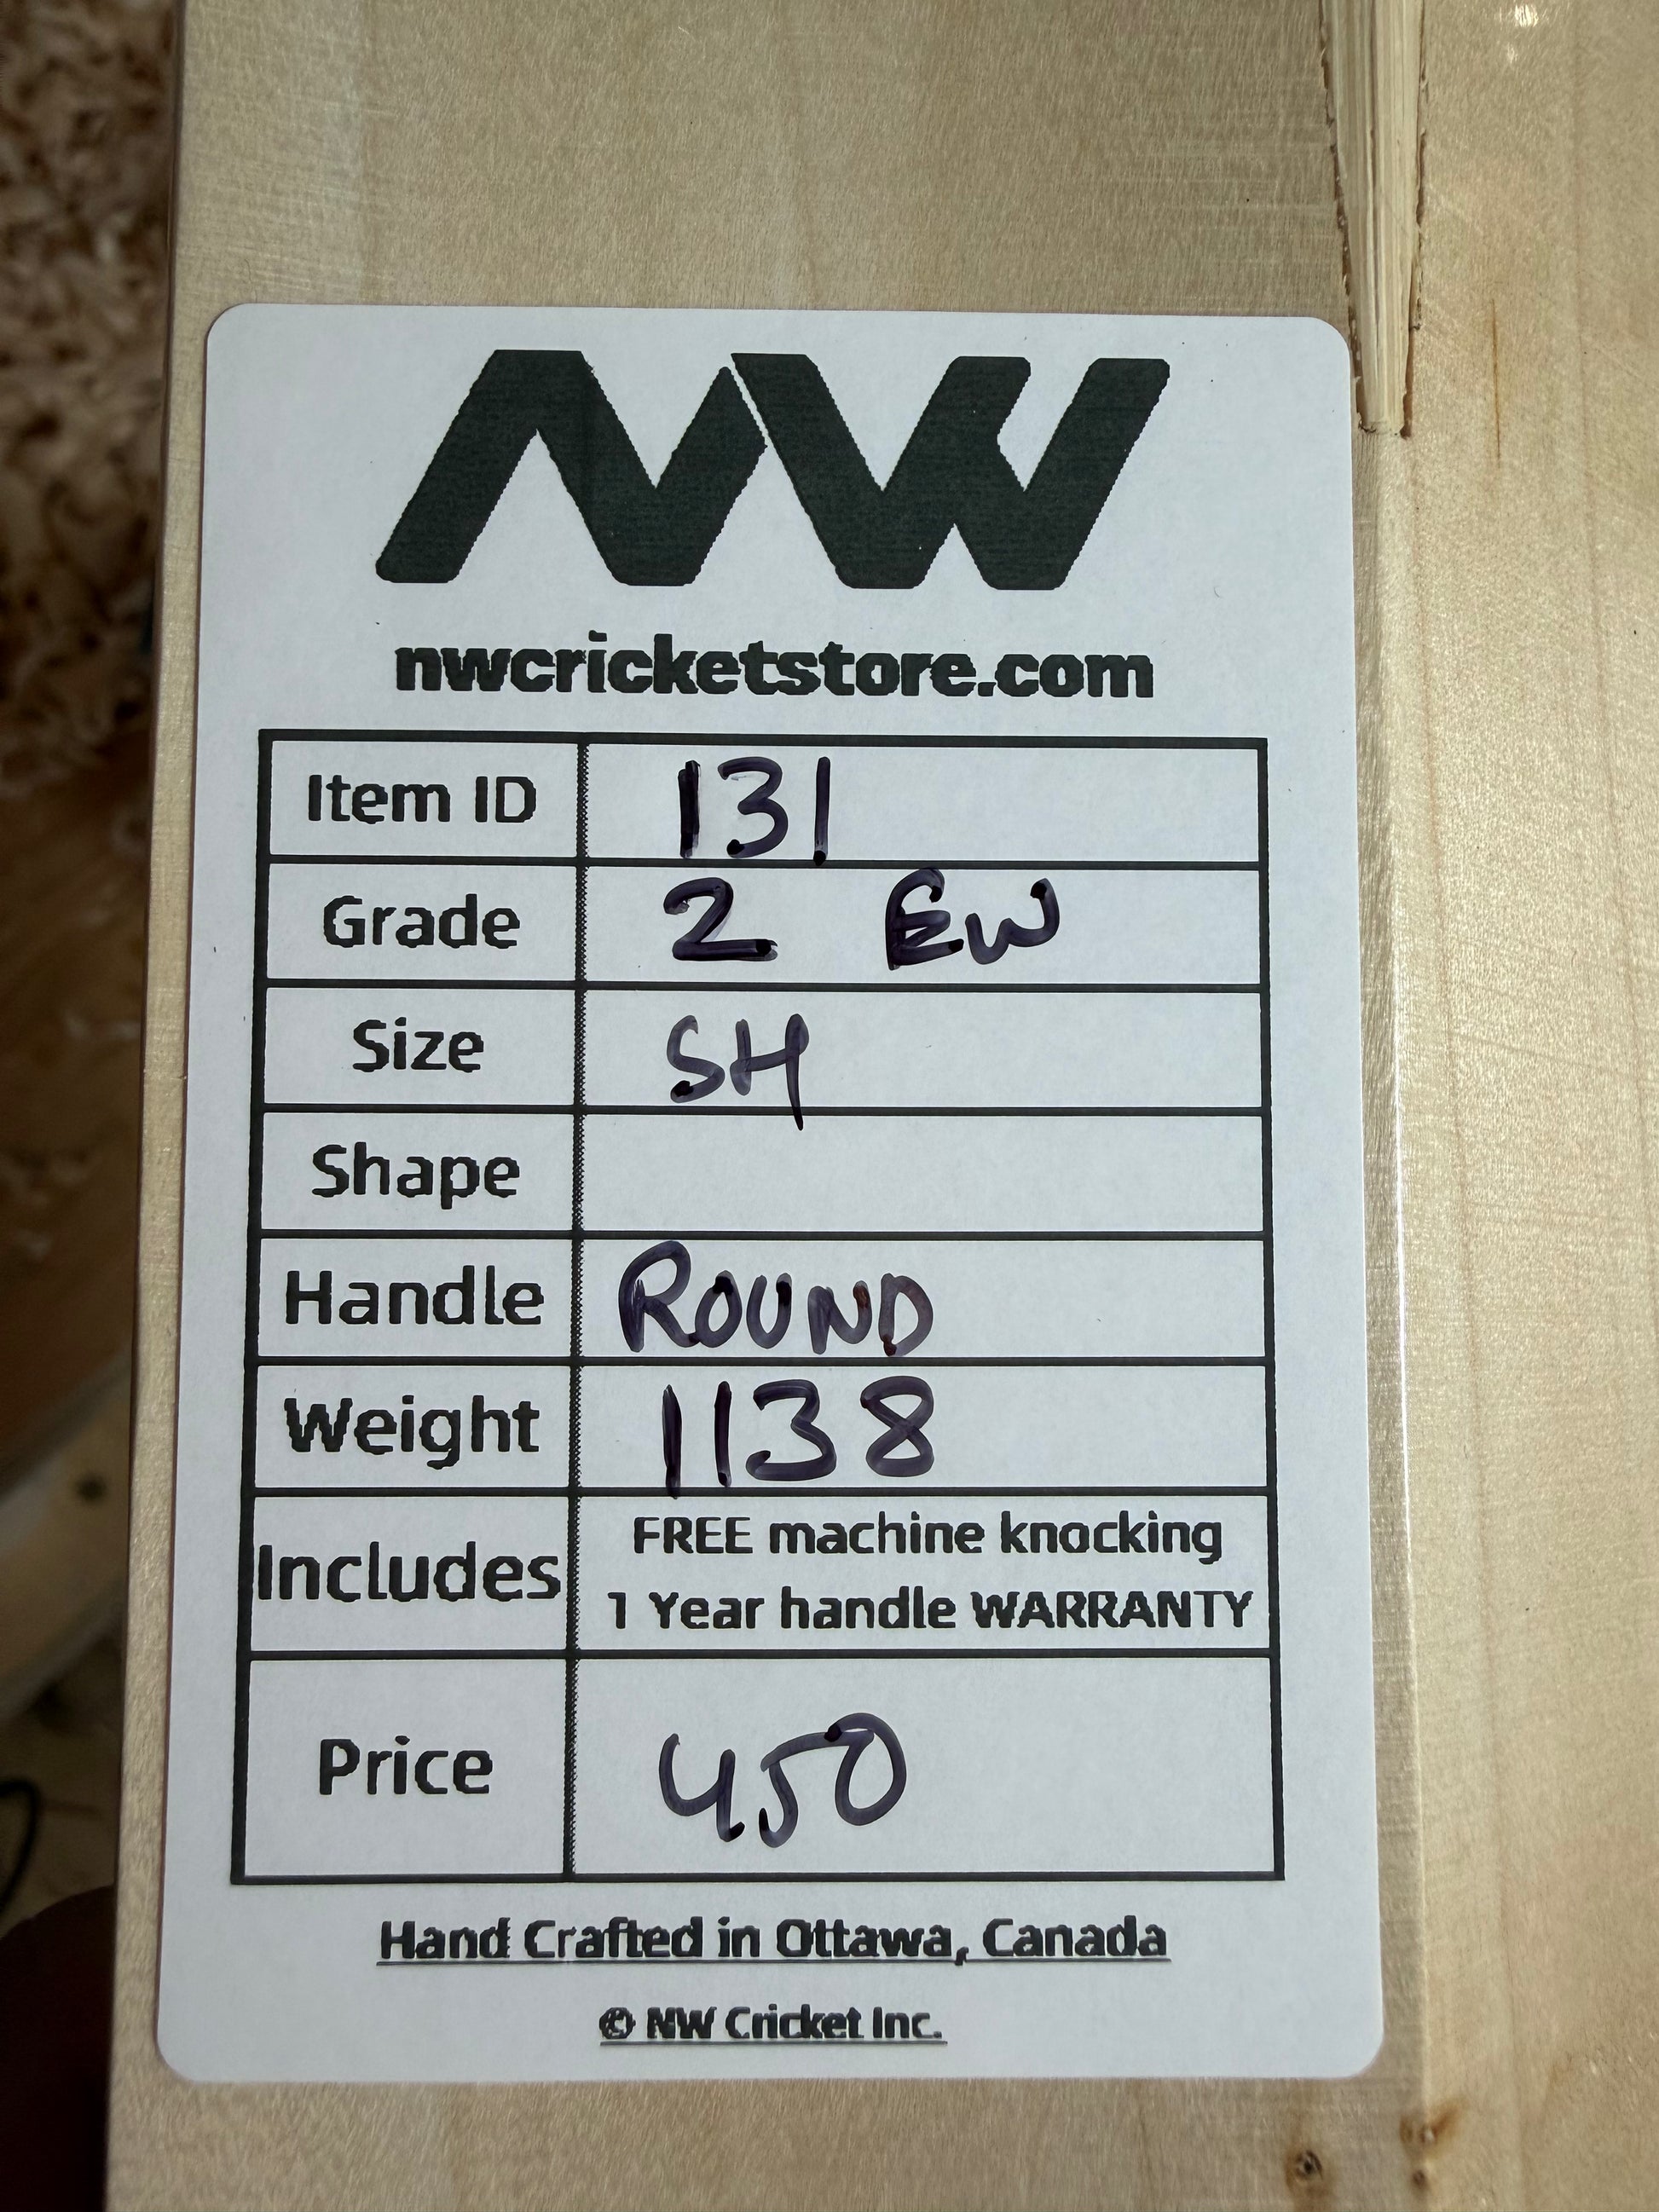 NW
nwcricketstore.com
Item ID 131
Grade 2 EW
Size SH
Shape
Handle ROUND
Weight 1138
Includes FREE machine knocking
1 Year handle WARRANTY
Price 450
Hand Crafted in Ottawa, Canada
© NW Cricket Inc.